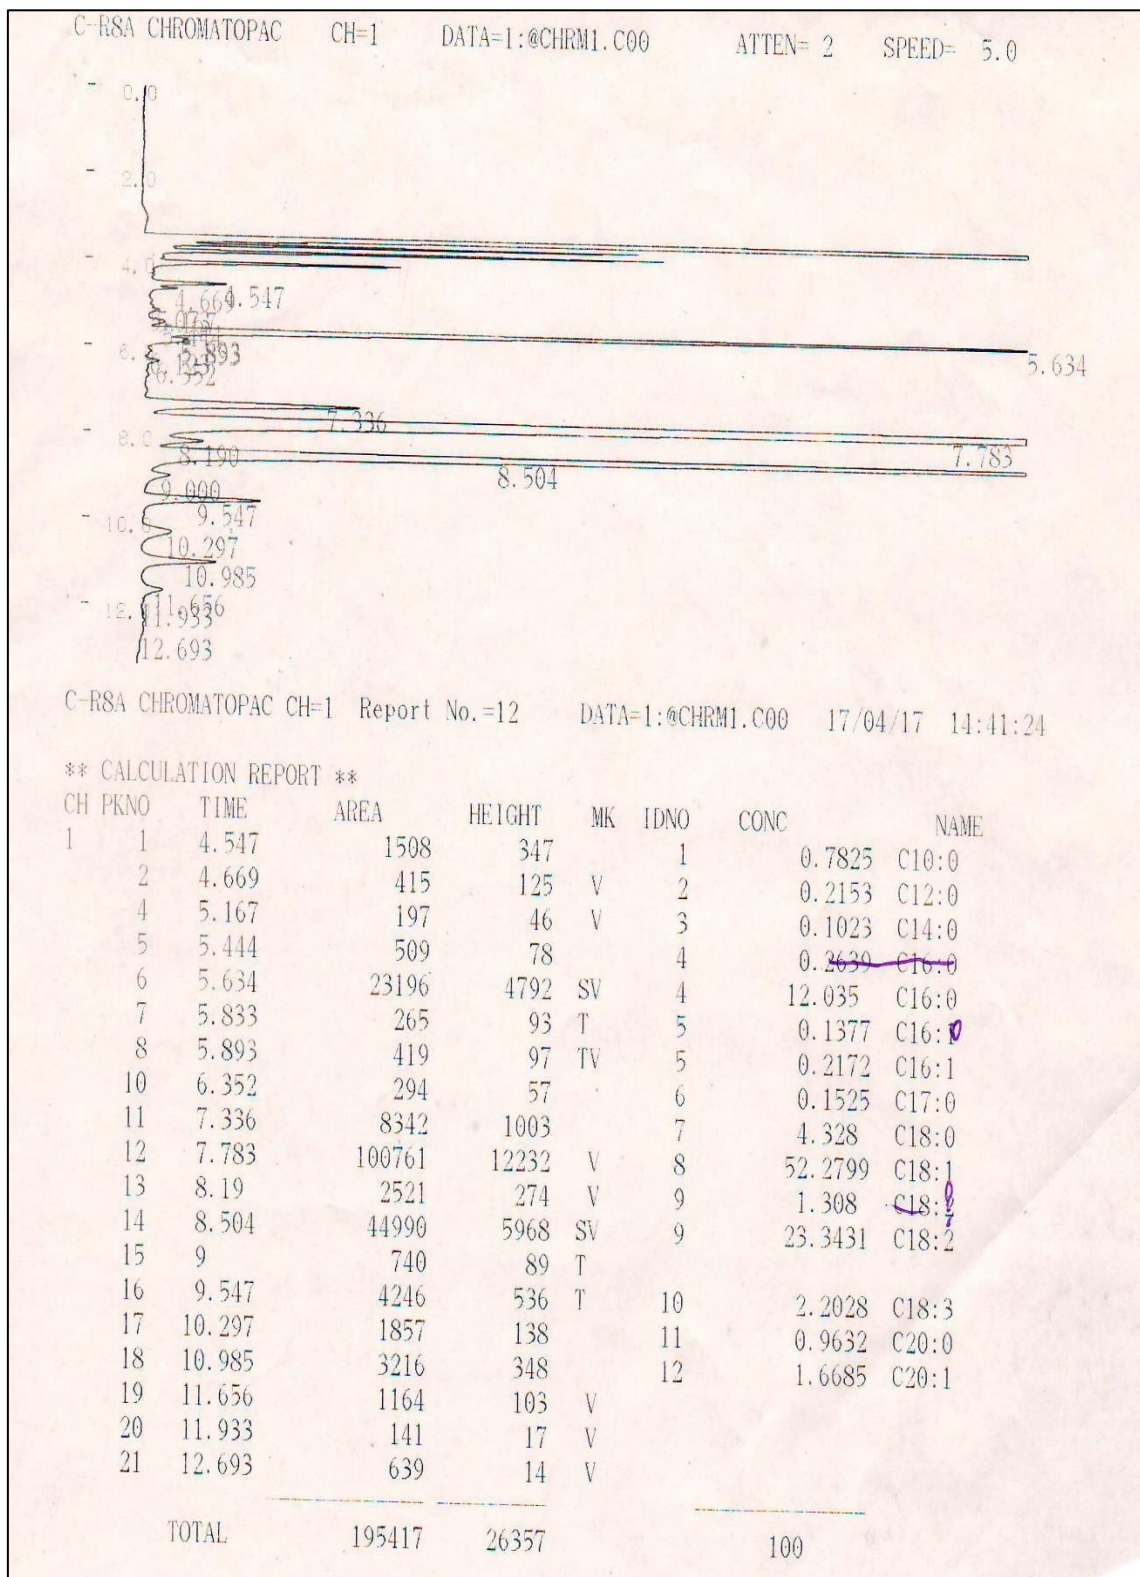 C-R8A CHROMATOPAC CH=1 DATA=1:@CHRM1.C00 ATTEN= 2 SPEED= 5.0
0.0
2.0
4.0
4.669 4.547
5.893
5.634
6.352
7.336
8.0
8.190 7.783
9.000 8.504
9.547
10.297
10.985
11.656
12. 11.933
12.693
C-R8A CHROMATOPAC CH=1 Report No.=12 DATA=1:@CHRM1.C00 17/04/17 14:41:24
** CALCULATION REPORT **
CH PKNO TIME AREA HEIGHT MK IDNO CONC NAME
1 1 4.547 1508 347 1 0.7825 C10:0
2 4.669 415 125 V 2 0.2153 C12:0
4 5.167 197 46 V 3 0.1023 C14:0
5 5.444 509 78 4 0.2639 C16:0
6 5.634 23196 4792 SV 4 12.035 C16:0
7 5.833 265 93 T 5 0.1377 C16:0
8 5.893 419 97 TV 5 0.2172 C16:1
10 6.352 294 57 6 0.1525 C17:0
11 7.336 8342 1003 7 4.328 C18:0
12 7.783 100761 12232 V 8 52.2799 C18:1
13 8.19 2521 274 V 9 1.308 C18:
14 8.504 44990 5968 SV 9 23.3431 C18:2
15 9 740 89 T
16 9.547 4246 536 T 10 2.2028 C18:3
17 10.297 1857 138 11 0.9632 C20:0
18 10.985 3216 348 12 1.6685 C20:1
19 11.656 1164 103 V
20 11.933 141 17 V
21 12.693 639 14 V
TOTAL 195417 26357 100